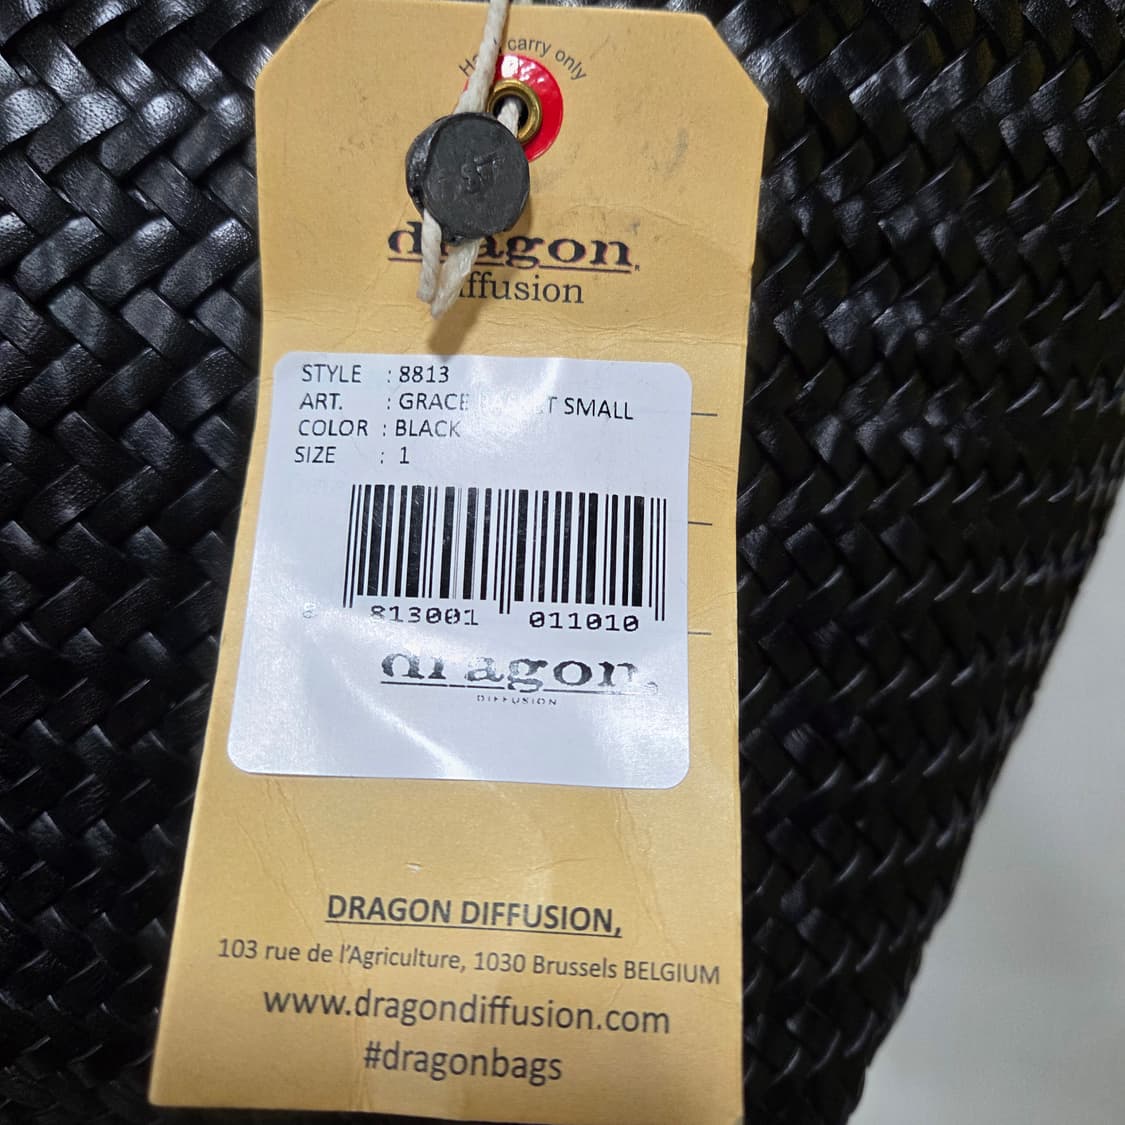 carry only
dragon
diffusion
STYLE : 8813
ART. : GRACE SMALL
COLOR : BLACK
SIZE : 1
8 813001 011010
dragon
DIFFUSION
DRAGON DIFFUSION,
103 rue de l'Agriculture, 1030 Brussels BELGIUM
www.dragondiffusion.com
#dragonbags